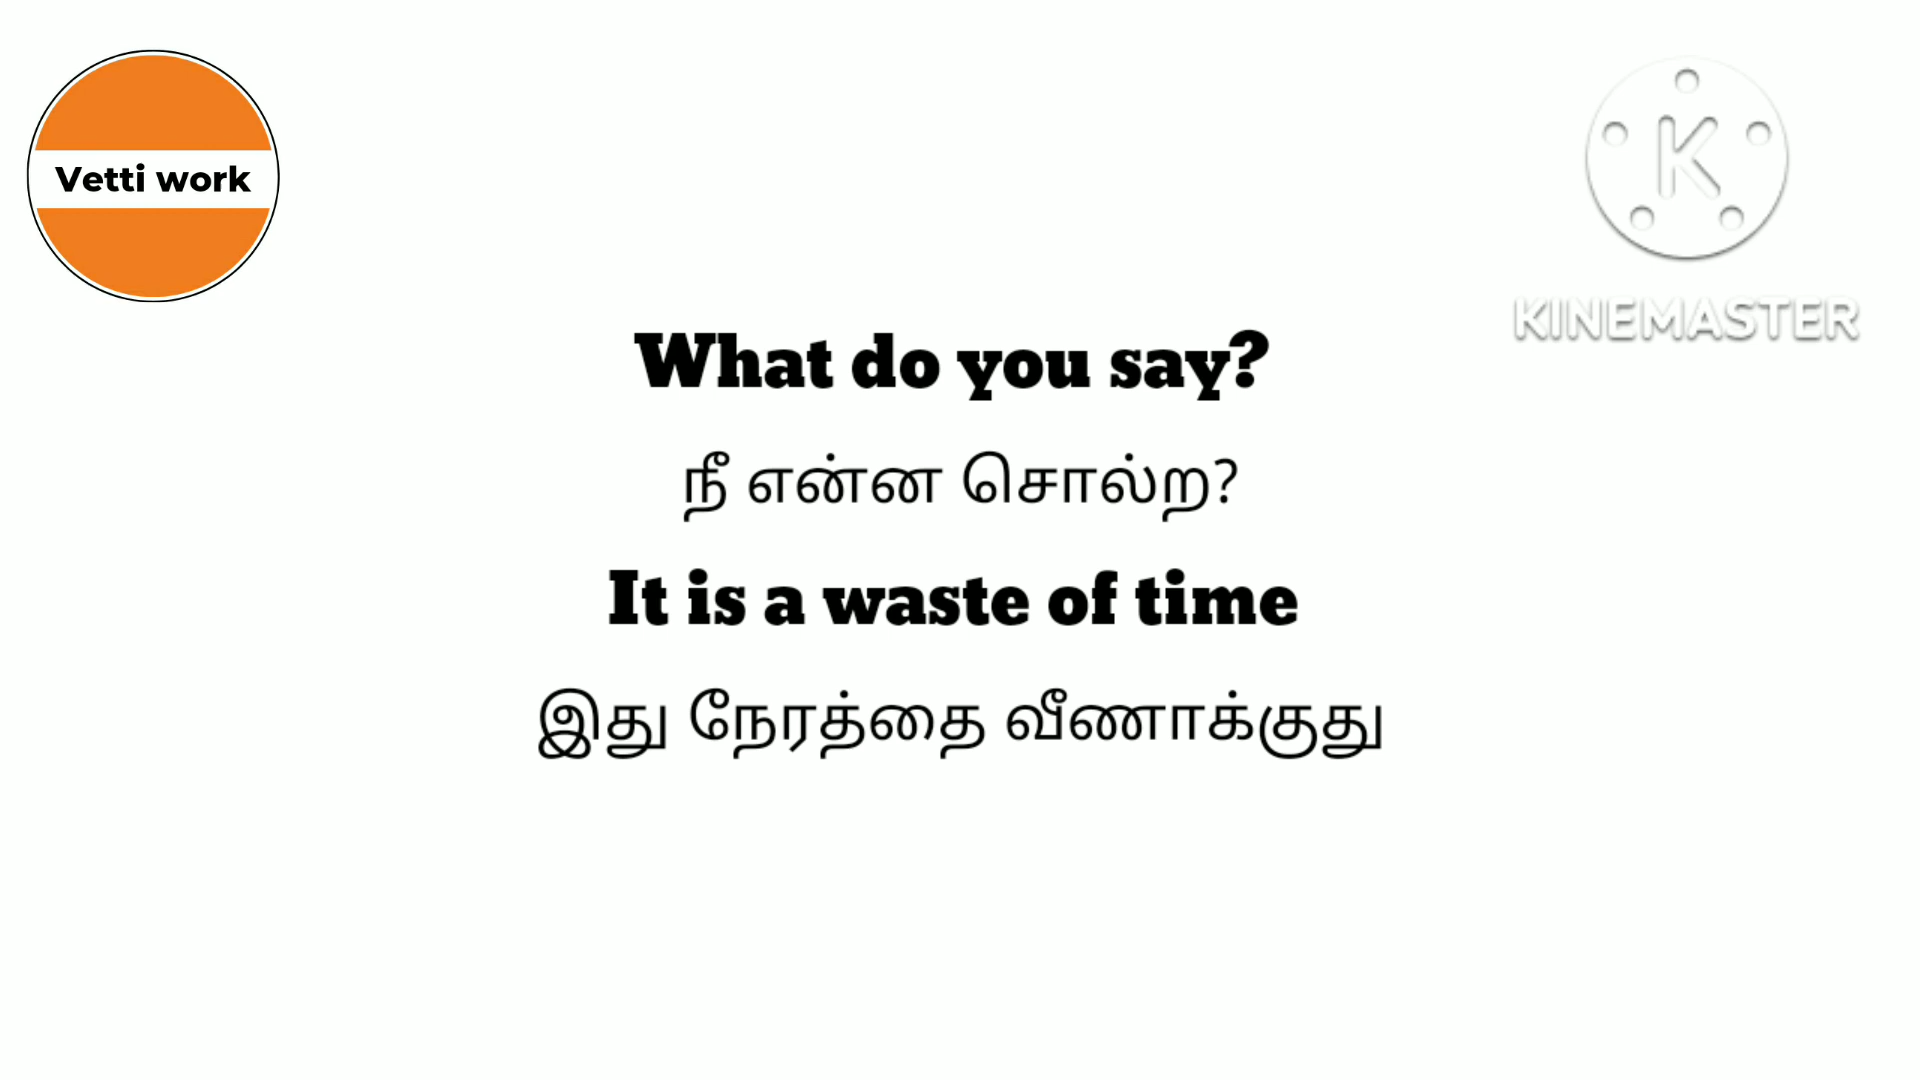 Vetti work
KINEMASTER
What do you say?
நீ என்ன சொல்ற?
It is a waste of time
இது நேரத்தை வீணாக்குது